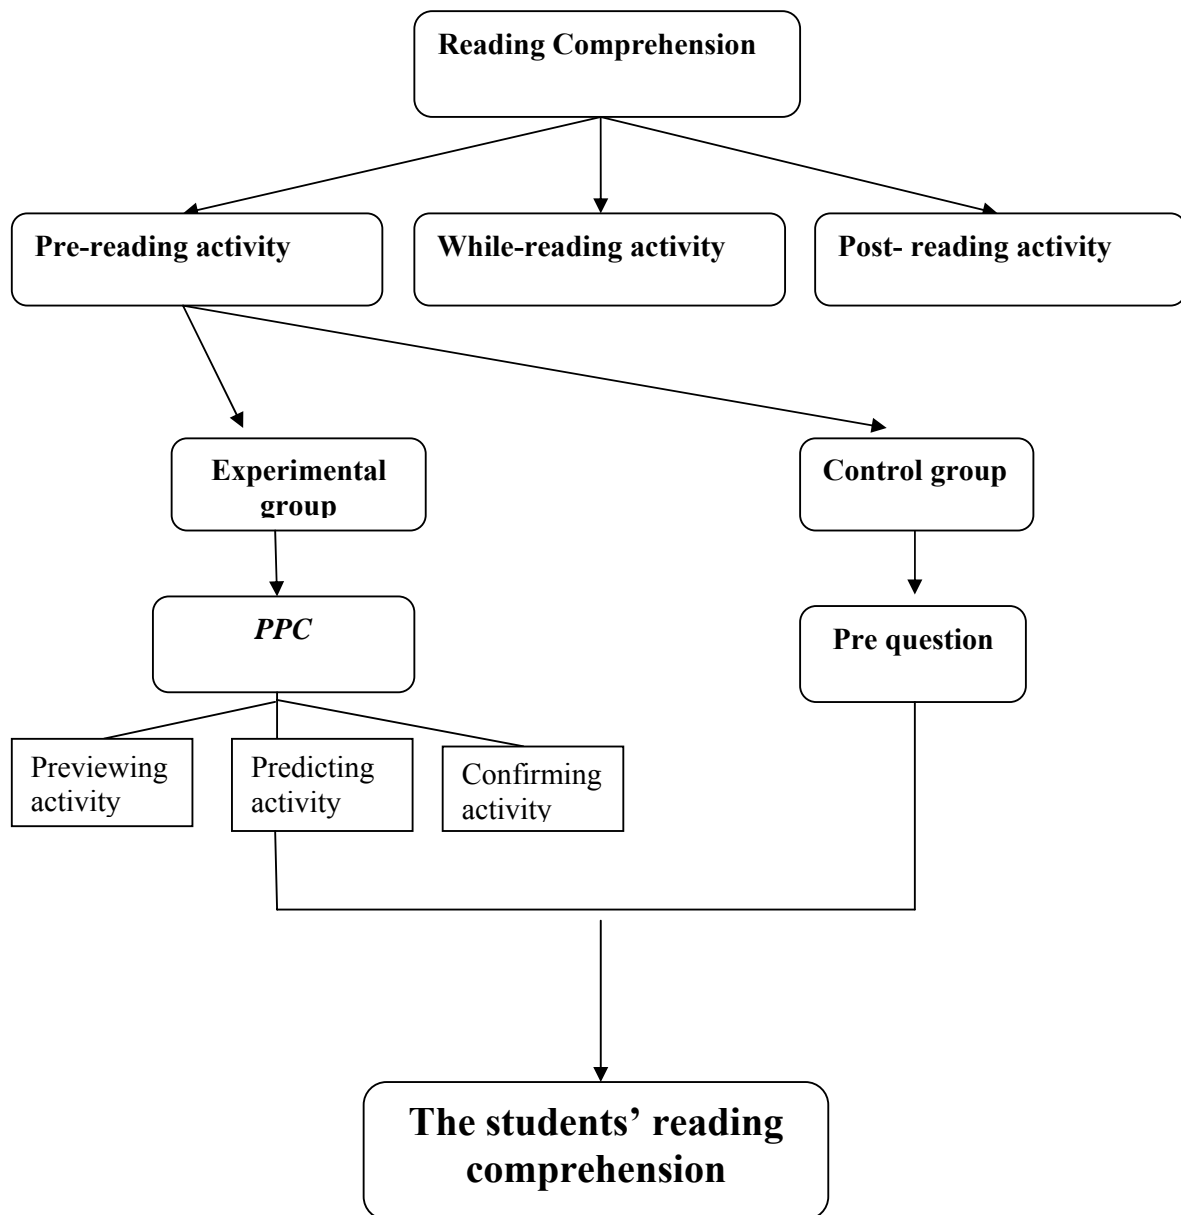 Reading Comprehension
Pre-reading activity
While-reading activity
Post- reading activity
Experimental
group
Control group
PPC
Pre question
Previewing
activity
Predicting
activity
Confirming
activity
The students’ reading
comprehension